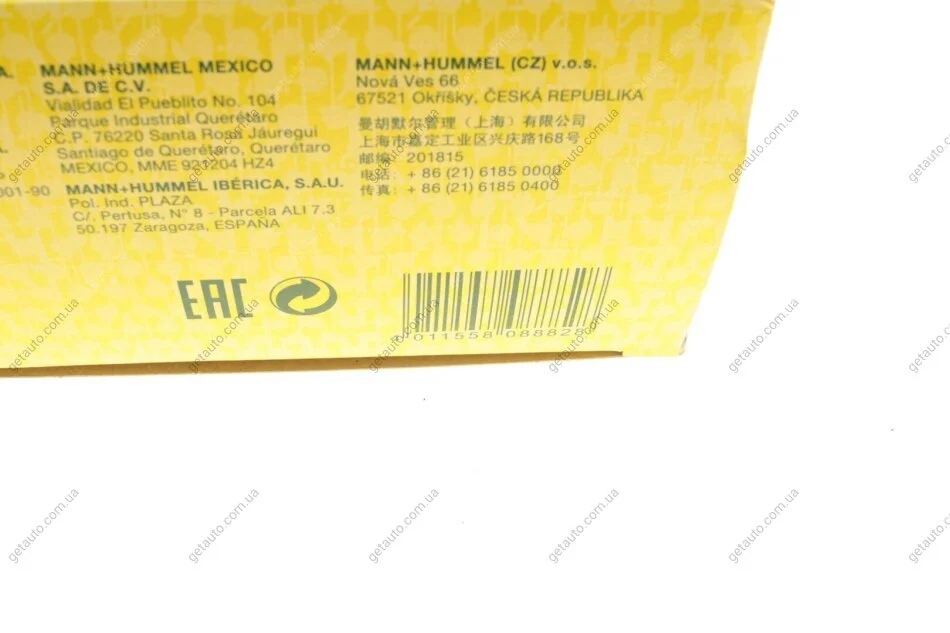 A.
MANN+HUMMEL MEXICO
S.A. DE C.V.
Vialidad El Pueblito No. 104
Parque Industrial Querétaro
C.P. 76220 Santa Rosa Jáuregui
Santiago de Querétaro, Querétaro
MEXICO, MME 921204 HZ4
001-90
MANN+HUMMEL IBÉRICA, S.A.U.
Pol. Ind. PLAZA
C/. Pertusa, N° 8 - Parcela ALI 7.3
50.197 Zaragoza, ESPAÑA
MANN+HUMMEL (CZ) v.o.s.
Nová Ves 66
67521 Okříšky, ČESKÁ REPUBLIKA
曼胡默尔管理（上海）有限公司
上海市嘉定工业区兴庆路168号
邮编: 201815
电话: + 86 (21) 6185 0000
传真: + 86 (21) 6185 0400
EAC
011558 088828
getauto.com.ua